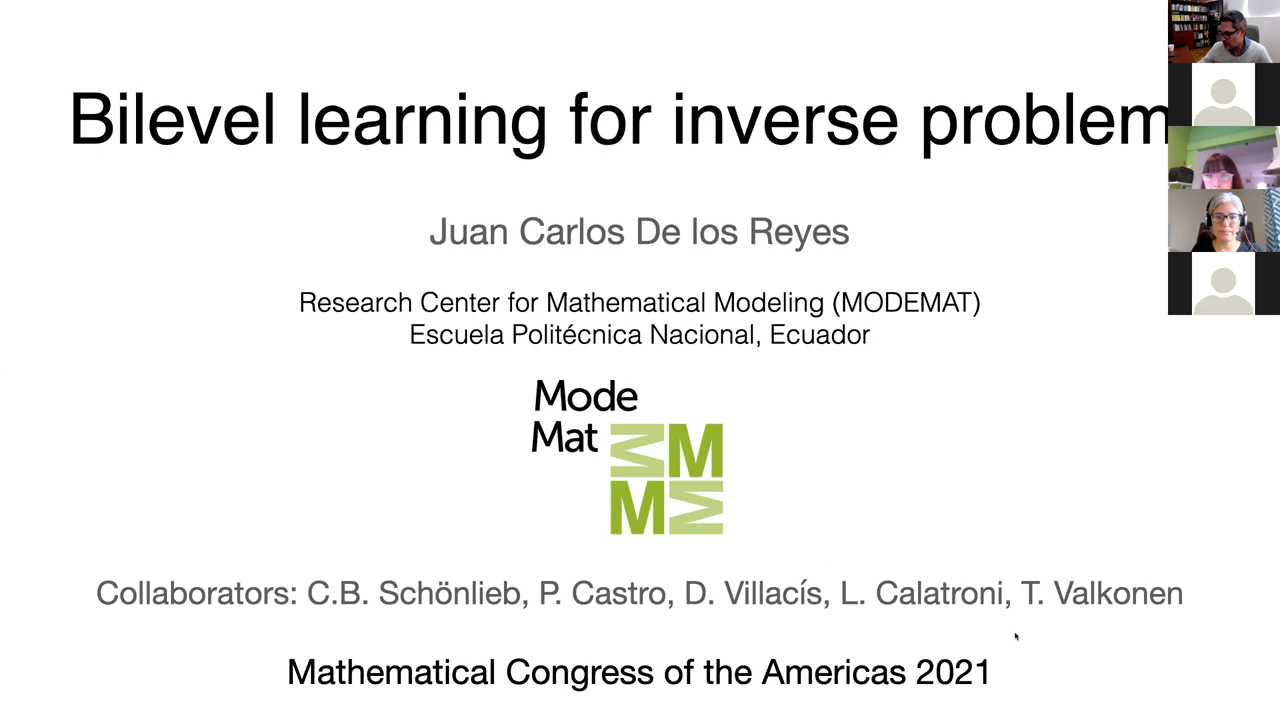 Bilevel learning for inverse problem
Juan Carlos De los Reyes
Research Center for Mathematical Modeling (MODEMAT)
Escuela Politécnica Nacional, Ecuador
Mode
Mat
M
M
M
M
Collaborators: C.B. Schönlieb, P. Castro, D. Villacís, L. Calatroni, T. Valkonen
Mathematical Congress of the Americas 2021